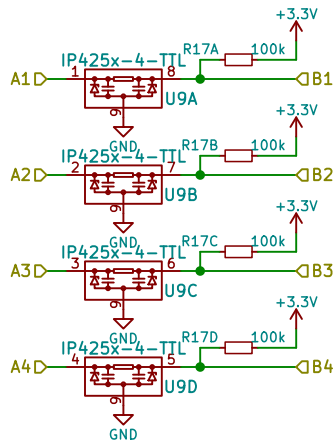 +3.3V
R17A 100k
IP425x-4-TTL
A1 1 8 B1
U9A
9
GND
+3.3V
R17B 100k
IP425x-4-TTL
A2 2 7 B2
U9B
9
GND
+3.3V
R17C 100k
IP425x-4-TTL
A3 3 6 B3
U9C
9
GND
+3.3V
R17D 100k
IP425x-4-TTL
A4 4 5 B4
U9D
9
GND